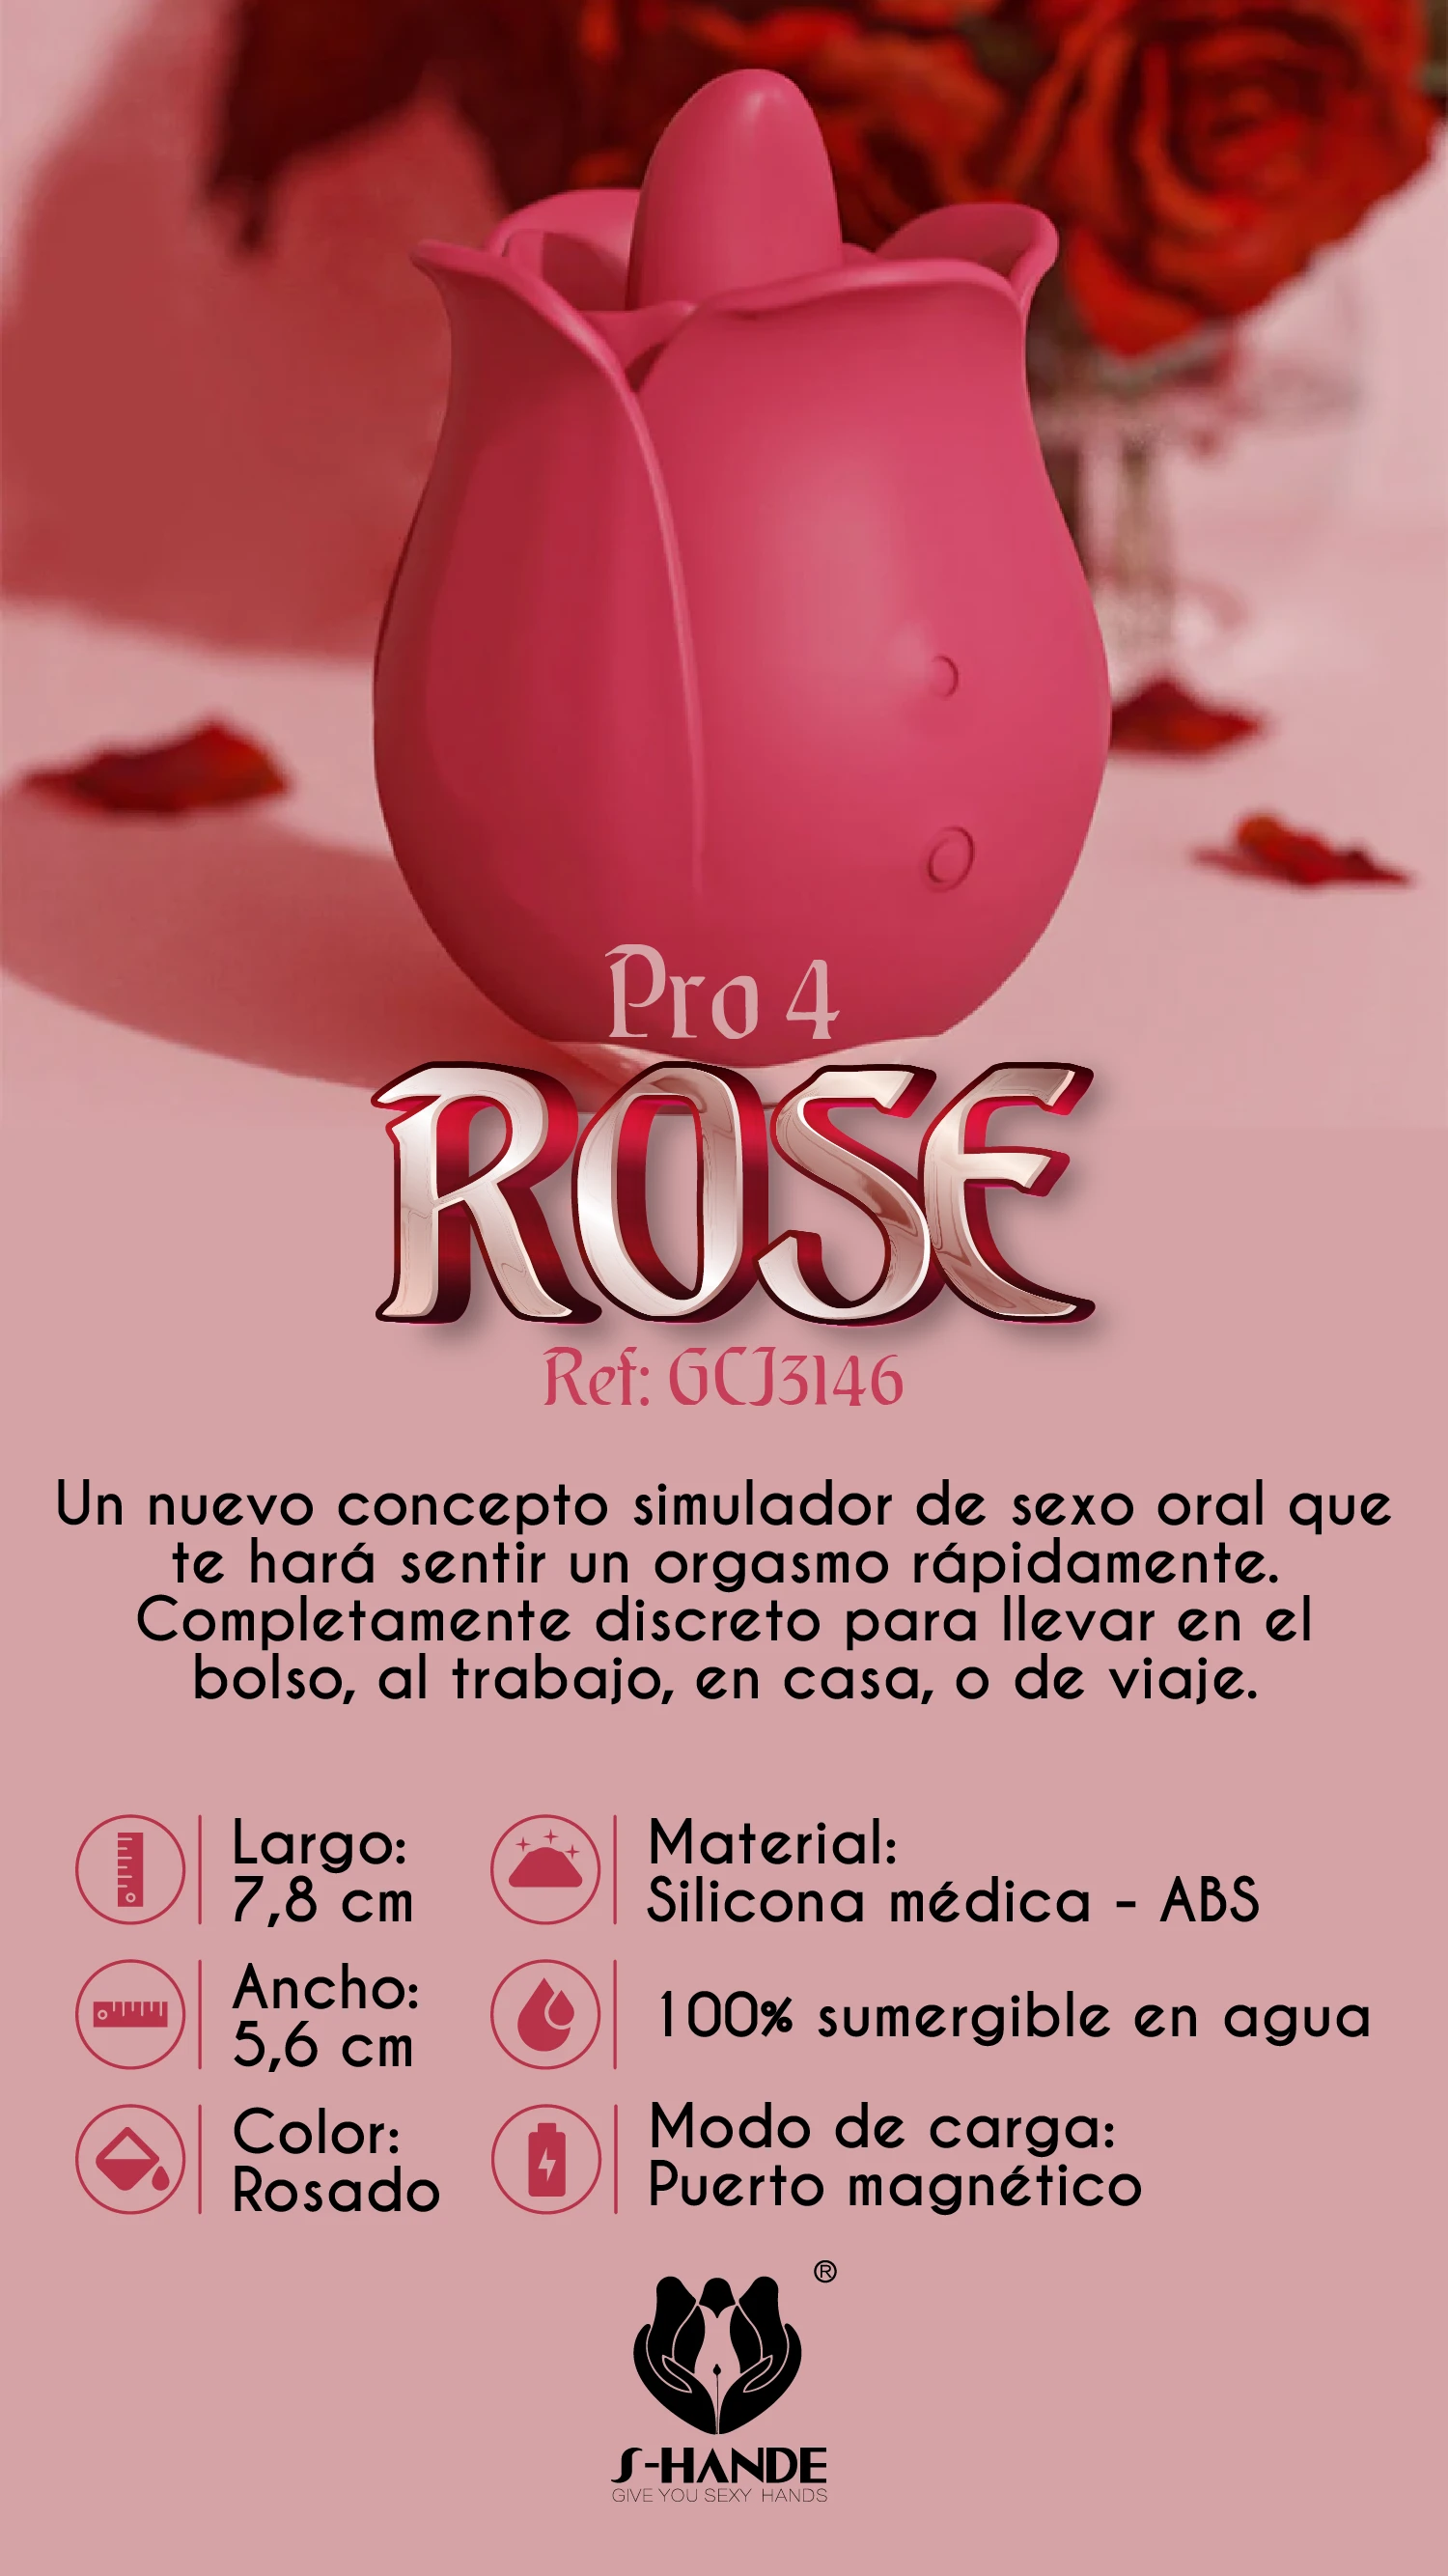 Pro 4
ROSE
Ref: GCJ3146
Un nuevo concepto simulador de sexo oral que
te hará sentir un orgasmo rápidamente.
Completamente discreto para llevar en el
bolso, al trabajo, en casa, o de viaje.
Largo:
7,8 cm
Material:
Silicona médica - ABS
Ancho:
5,6 cm
100% sumergible en agua
Color:
Rosado
Modo de carga:
Puerto magnético
®
S-HANDE
GIVE YOU SEXY HANDS